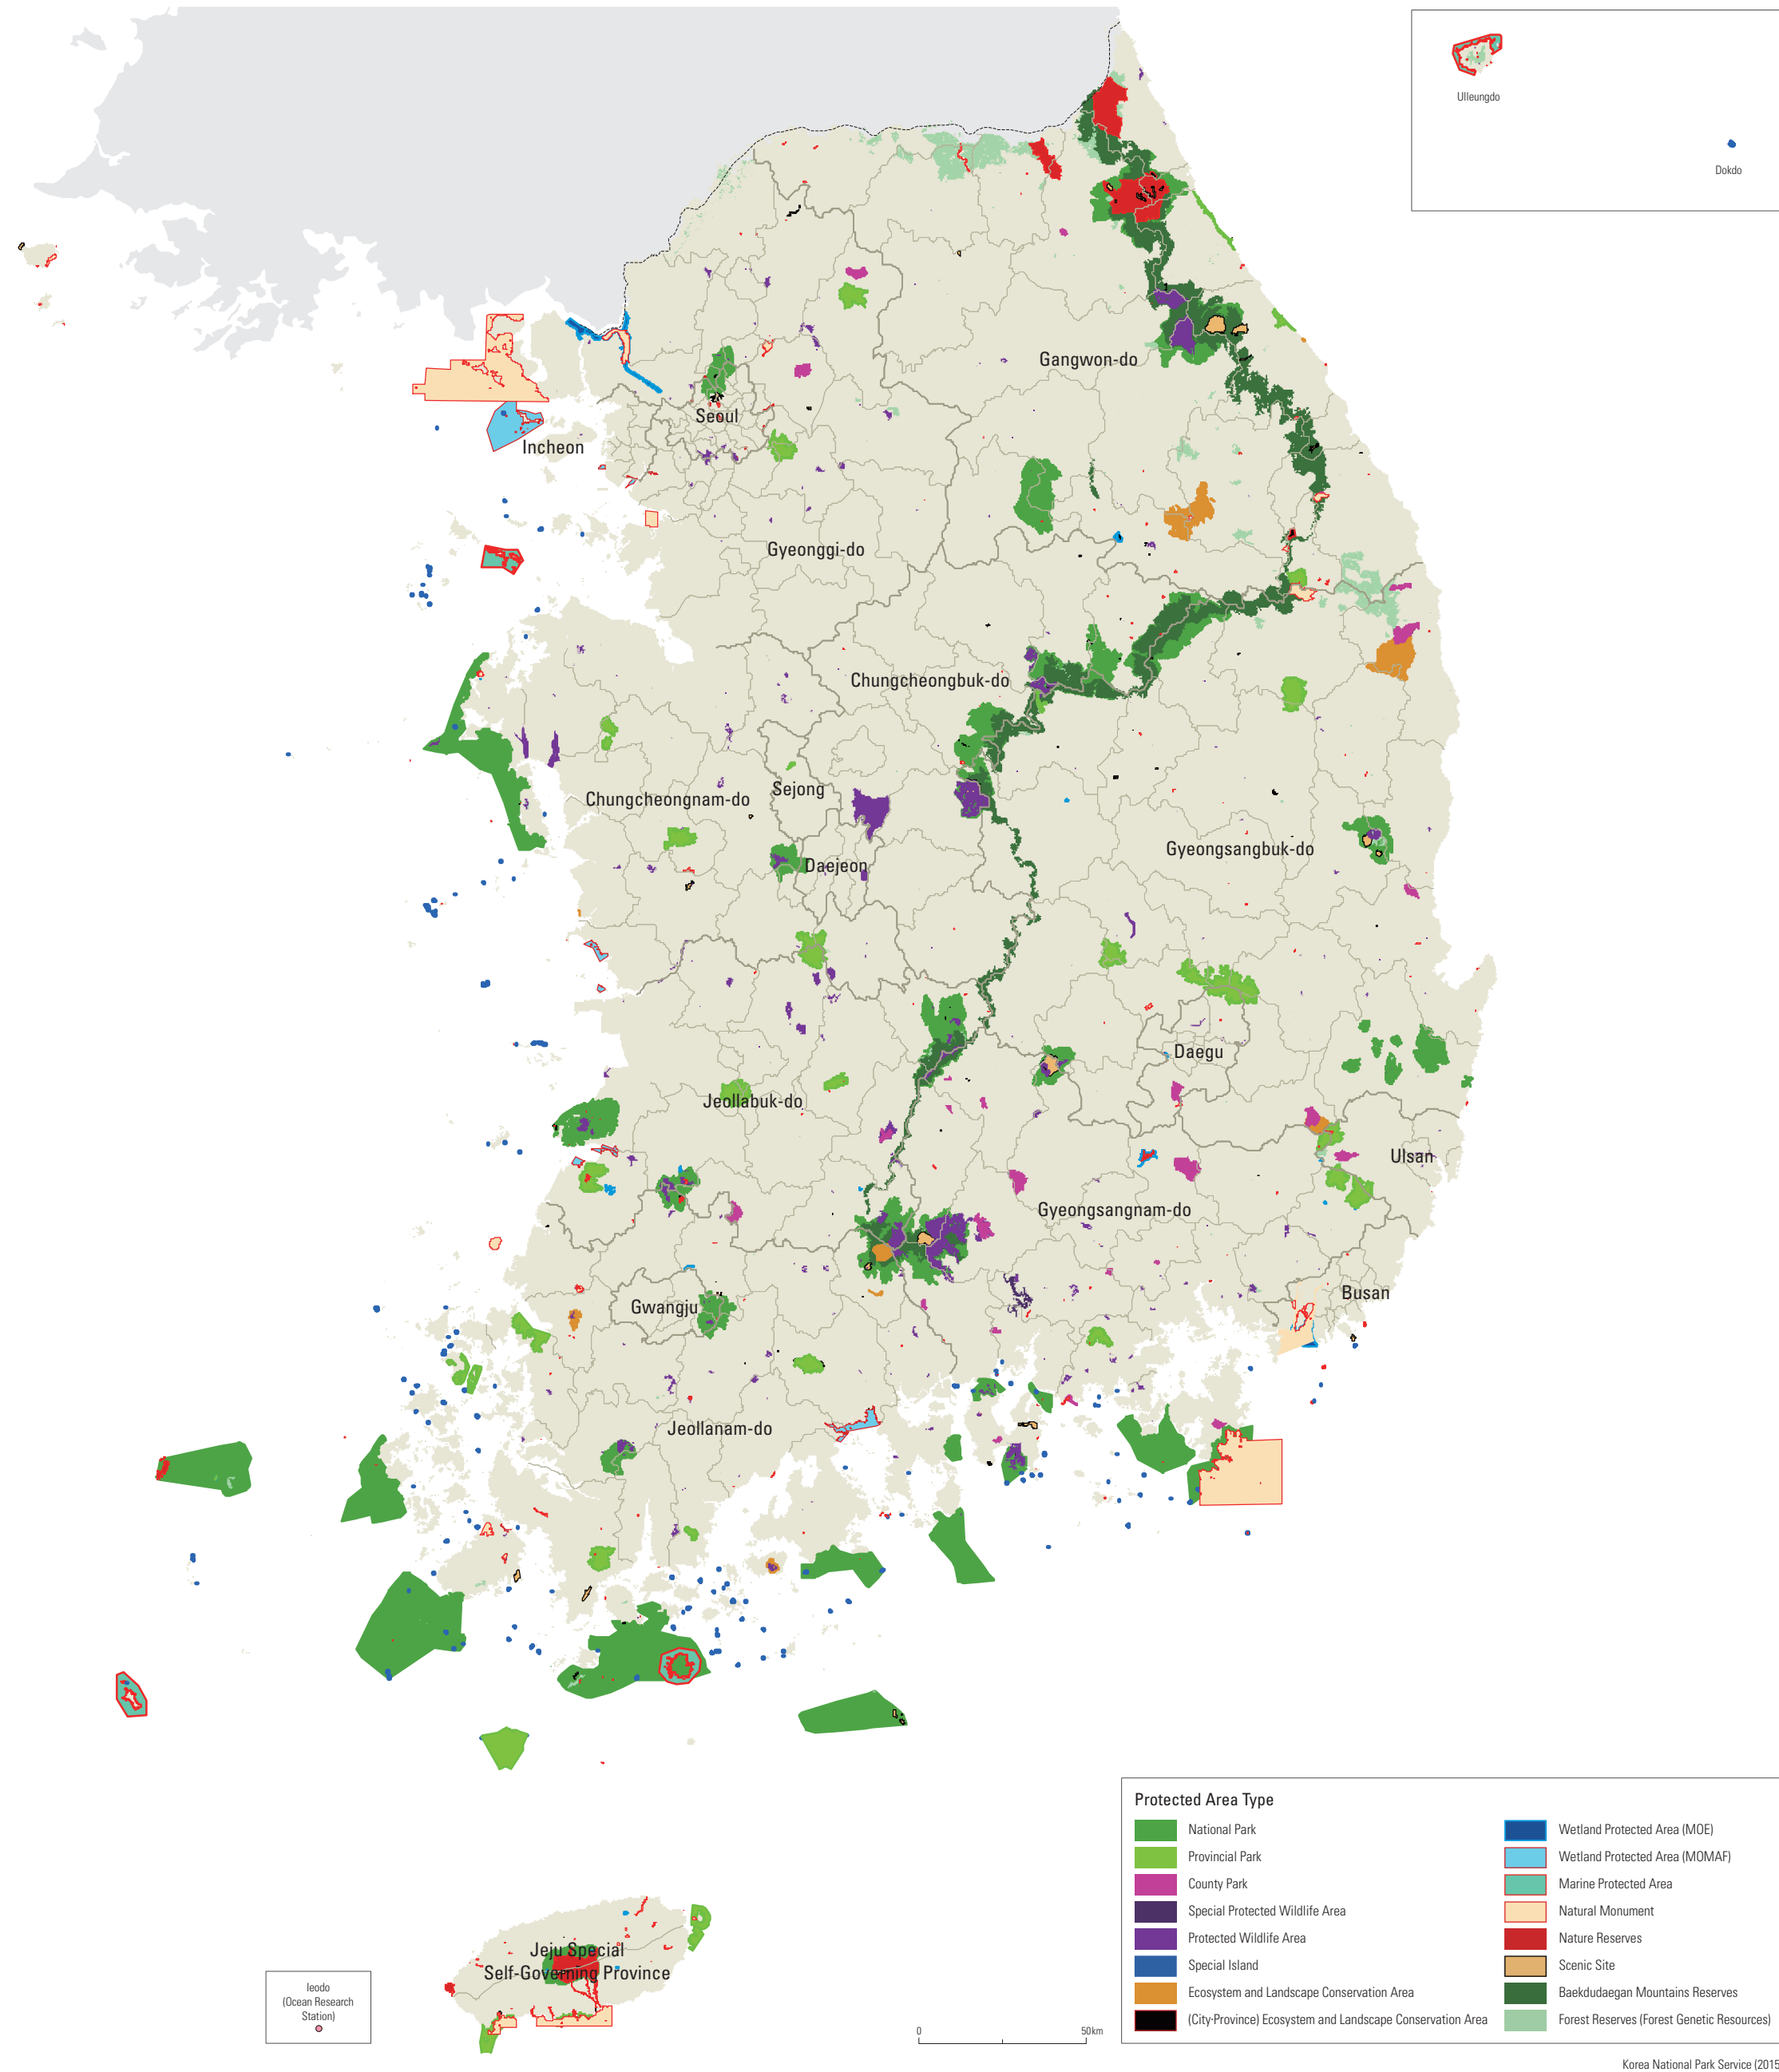 Ulleungdo
Dokdo
Gangwon-do
Seoul
Incheon
Gyeonggi-do
Chungcheongbuk-do
Sejong
Chungcheongnam-do
Gyeongsangbuk-do
Daejeon
Daegu
Jeollabuk-do
Ulsan
Gyeongsangnam-do
Busan
Gwangju
Jeollanam-do
Jeju Special
Self-Governing Province
Ieodo
(Ocean Research
Station)
0 50km
Protected Area Type
National Park
Provincial Park
County Park
Special Protected Wildlife Area
Protected Wildlife Area
Special Island
Ecosystem and Landscape Conservation Area
(City·Province) Ecosystem and Landscape Conservation Area
Wetland Protected Area (MOE)
Wetland Protected Area (MOMAF)
Marine Protected Area
Natural Monument
Nature Reserves
Scenic Site
Baekdudaegan Mountains Reserves
Forest Reserves (Forest Genetic Resources)
Korea National Park Service (2015